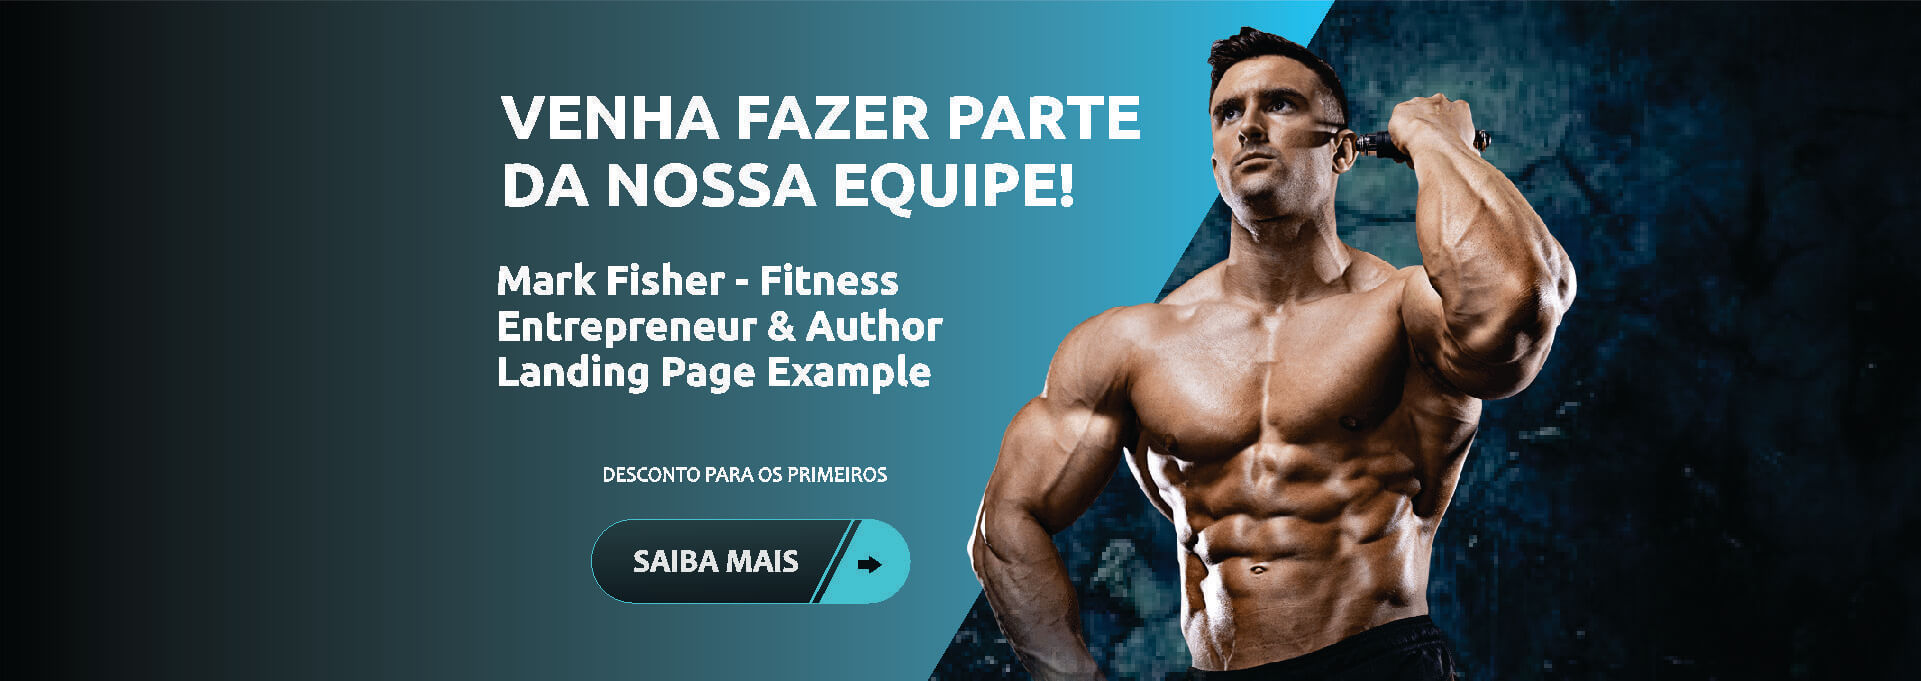 VENHA FAZER PARTE
DA NOSSA EQUIPE!
Mark Fisher - Fitness
Entrepreneur & Author
Landing Page Example
DESCONTO PARA OS PRIMEIROS
SAIBA MAIS